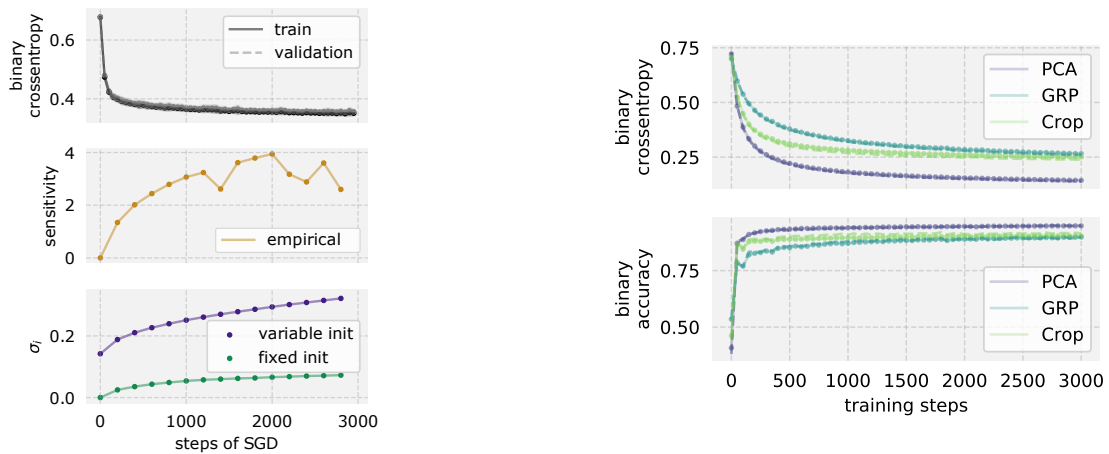 binary
crossentropy
0.6
0.4
train
validation
sensitivity
4
2
0
empirical
σi
0.2
0.0
variable init
fixed init
0
1000
2000
3000
steps of SGD
binary
crossentropy
0.75
0.50
0.25
PCA
GRP
Crop
binary
accuracy
0.75
0.50
PCA
GRP
Crop
0
500
1000
1500
2000
2500
3000
training steps